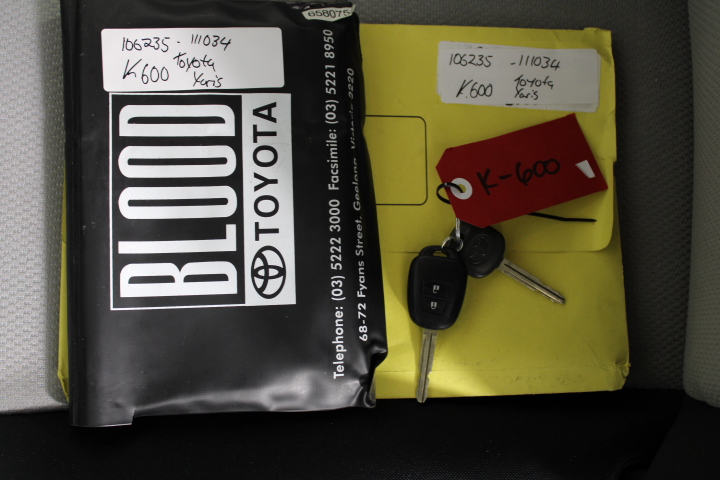 658075
106235 - 111034
K600 Toyota
Yaris
BLOOD
TOYOTA
Telephone: (03) 5222 3000 Facsimile: (03) 5221 8950
68-72 Fyans Street, Geelong, Victoria 3220
106235 - 111034
K600 Toyota
Yaris
K-600